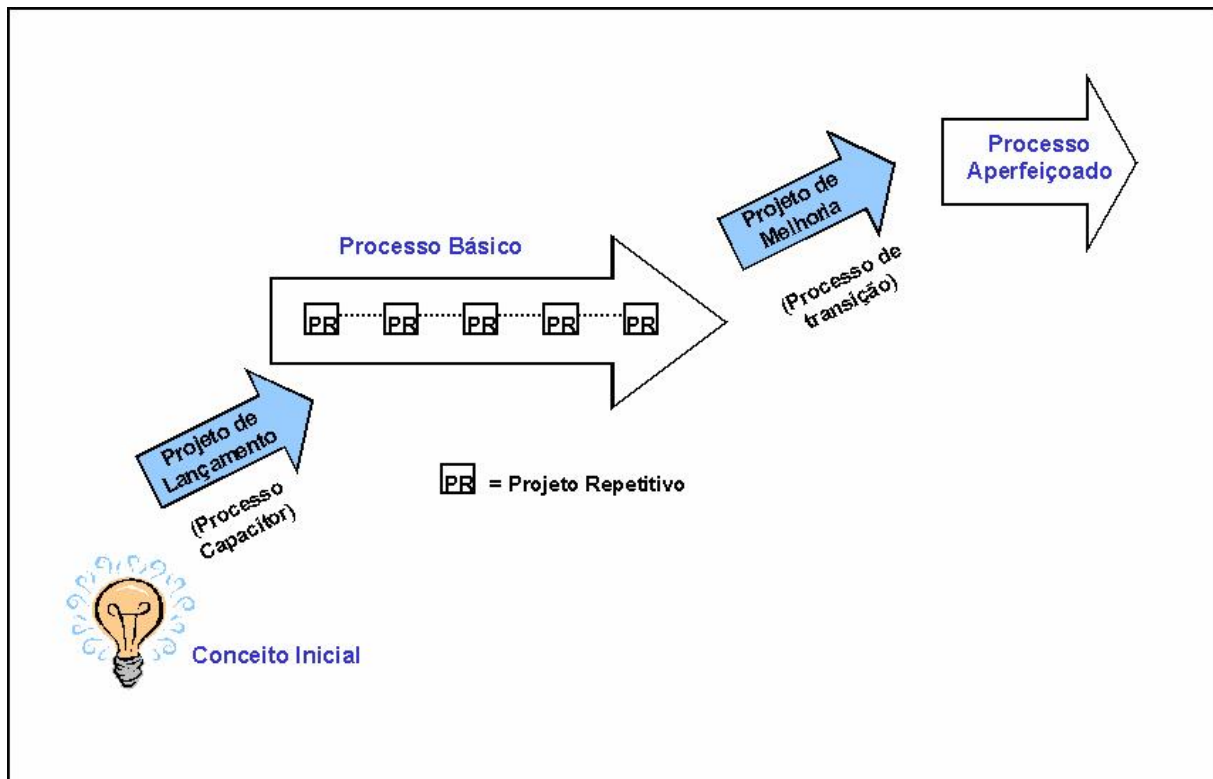 Processo
Aperfeiçoado
Projeto de
Melhoria
(Processo de
transição)
Processo Básico
PR PR PR PR PR
Projeto de
Lançamento
(Processo
Capacitor)
PR = Projeto Repetitivo
Conceito Inicial